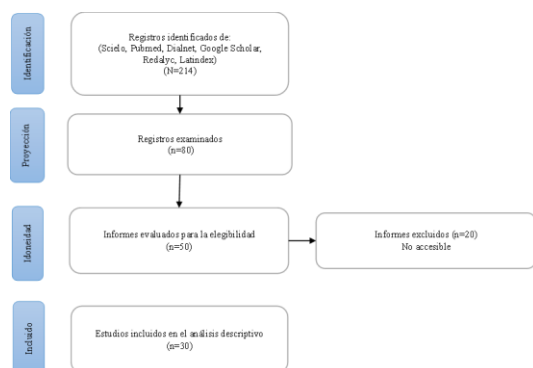 Identificación
Registros identificados de:
(Scielo, Pubmed, Dialnet, Google Scholar,
Redalyc, Latindex)
(N=214)
Proyección
Registros examinados
(n=80)
Idoneidad
Informes evaluados para la elegibilidad
(n=50)
Informes excluidos (n=20)
No accesible
Incluido
Estudios incluidos en el análisis descriptivo
(n=30)